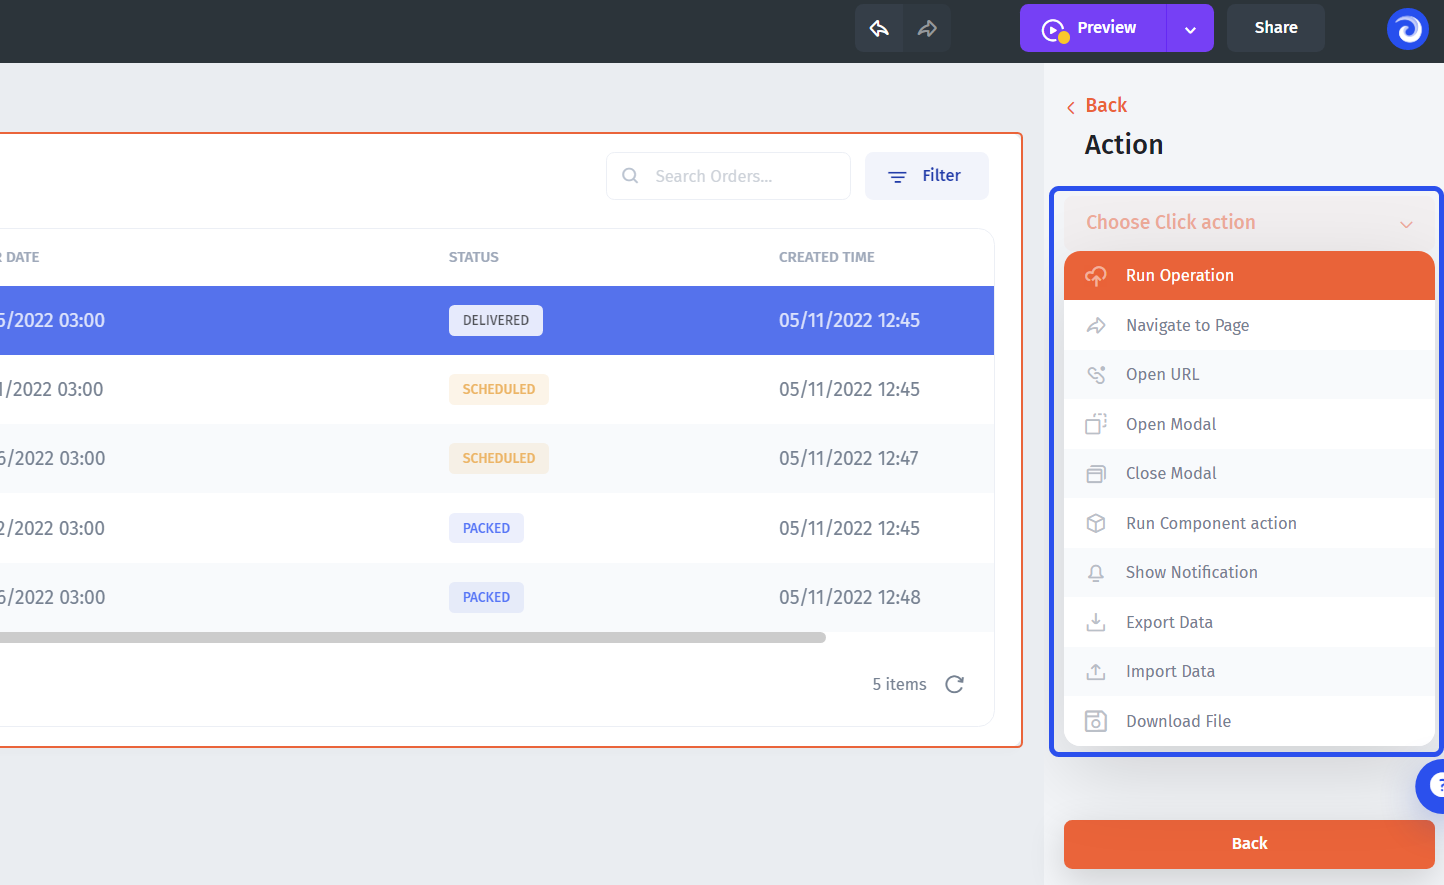 Preview
Share
Back
Action
Search Orders...
Filter
Choose Click action
DATE
STATUS
CREATED TIME
Run Operation
5/2022 03:00
DELIVERED
05/11/2022 12:45
Navigate to Page
Open URL
1/2022 03:00
SCHEDULED
05/11/2022 12:45
Open Modal
6/2022 03:00
SCHEDULED
05/11/2022 12:47
Close Modal
2/2022 03:00
PACKED
05/11/2022 12:45
Run Component action
Show Notification
6/2022 03:00
PACKED
05/11/2022 12:48
Export Data
Import Data
5 items
Download File
?
Back